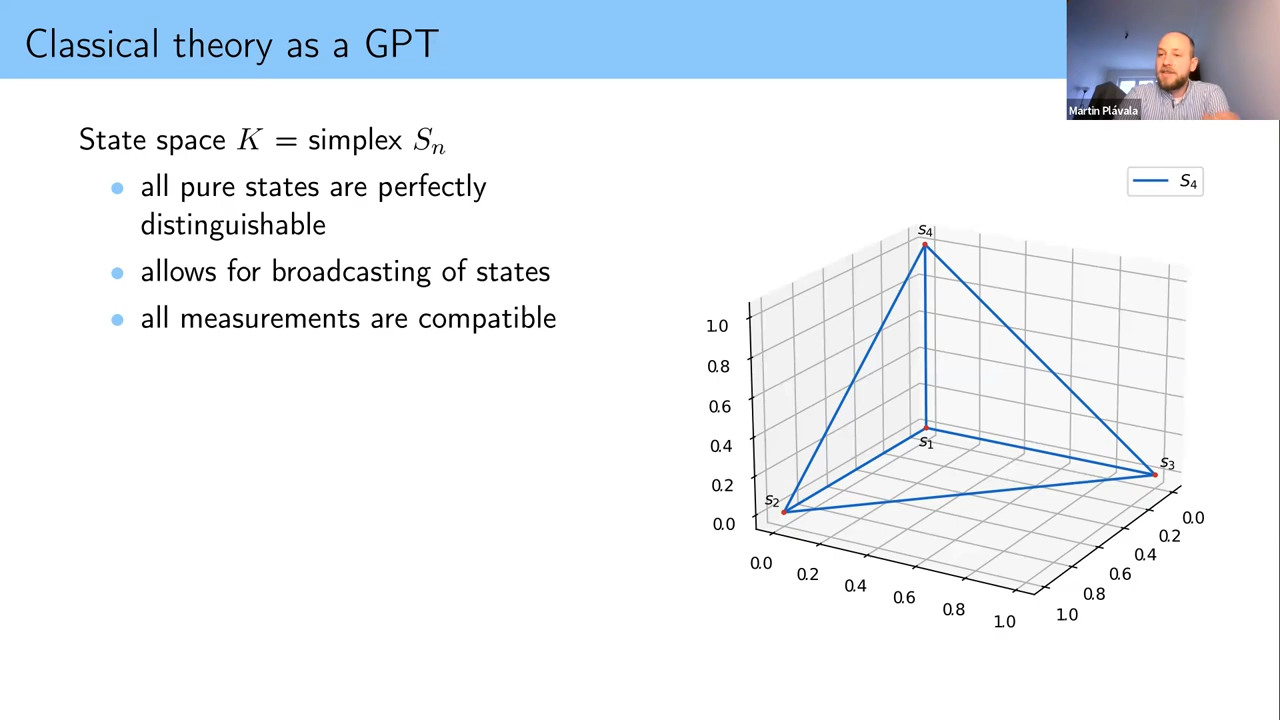 Classical theory as a GPT
Martin Plávala
State space K = simplex Sₙ
• all pure states are perfectly
distinguishable
• allows for broadcasting of states
• all measurements are compatible
S₄
s₄
s₁
s₃
s₂
1.0
0.8
0.6
0.4
0.2
0.0
0.0
0.2
0.4
0.6
0.8
1.0
0.0
0.2
0.4
0.6
0.8
1.0